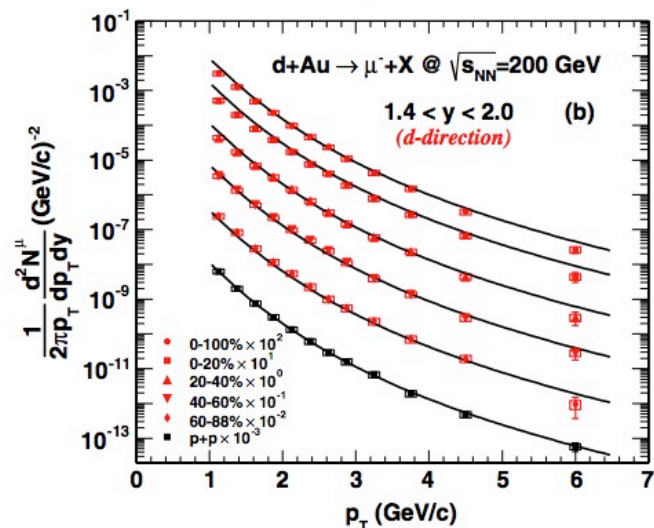 d+Au → μ⁻+X @ √s_NN=200 GeV
1.4 < y < 2.0 (b)
(d-direction)
1/2πp_T d²N^μ/dp_T dy (GeV/c)⁻²
10⁻¹
10⁻³
10⁻⁵
10⁻⁷
10⁻⁹
10⁻¹¹
10⁻¹³
0-100%×10²
0-20%×10¹
20-40%×10⁰
40-60%×10⁻¹
60-88%×10⁻²
p+p×10⁻³
0 1 2 3 4 5 6 7
p_T (GeV/c)